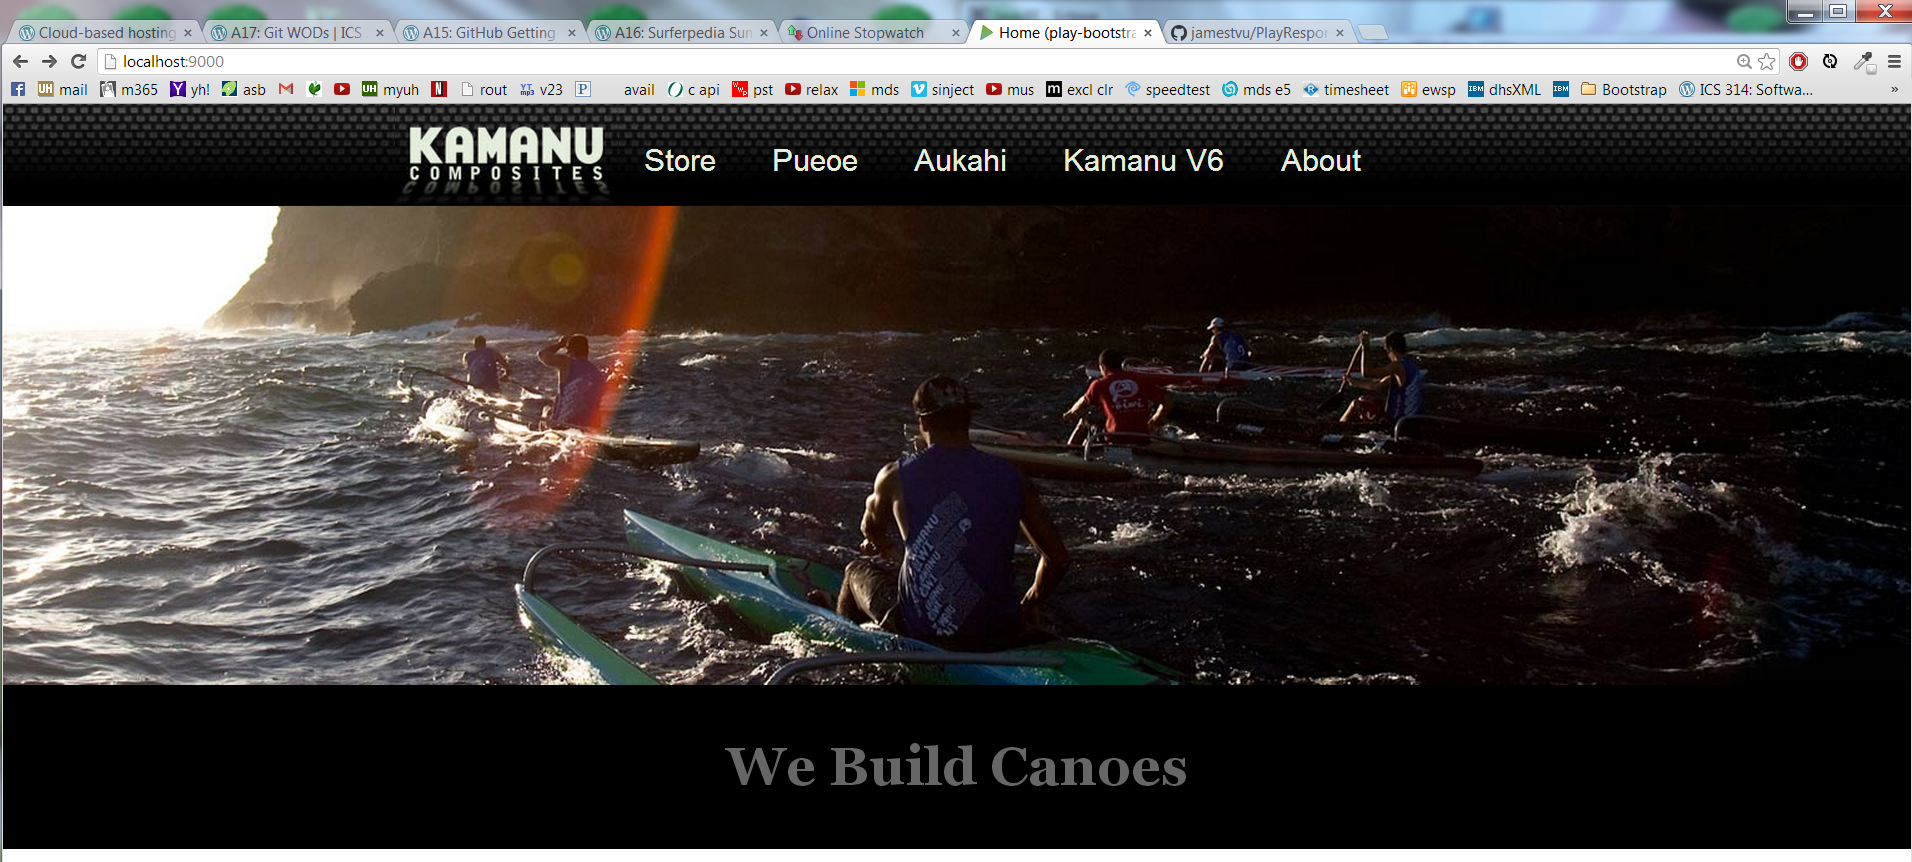 Cloud-based hosting
A17: Git WODs | ICS
A15: GitHub Getting
A16: Surferpedia Sun
Online Stopwatch
Home (play-bootstra
jamestvu/PlayRespor
localhost:9000
mail m365 yh! asb myuh rout v23 avail c api pst relax mds sinject mus excl clr speedtest mds e5 timesheet ewsp dhsXML Bootstrap ICS 314: Softwa... »
KAMANU
COMPOSITES
Store Pueoe Aukahi Kamanu V6 About
We Build Canoes